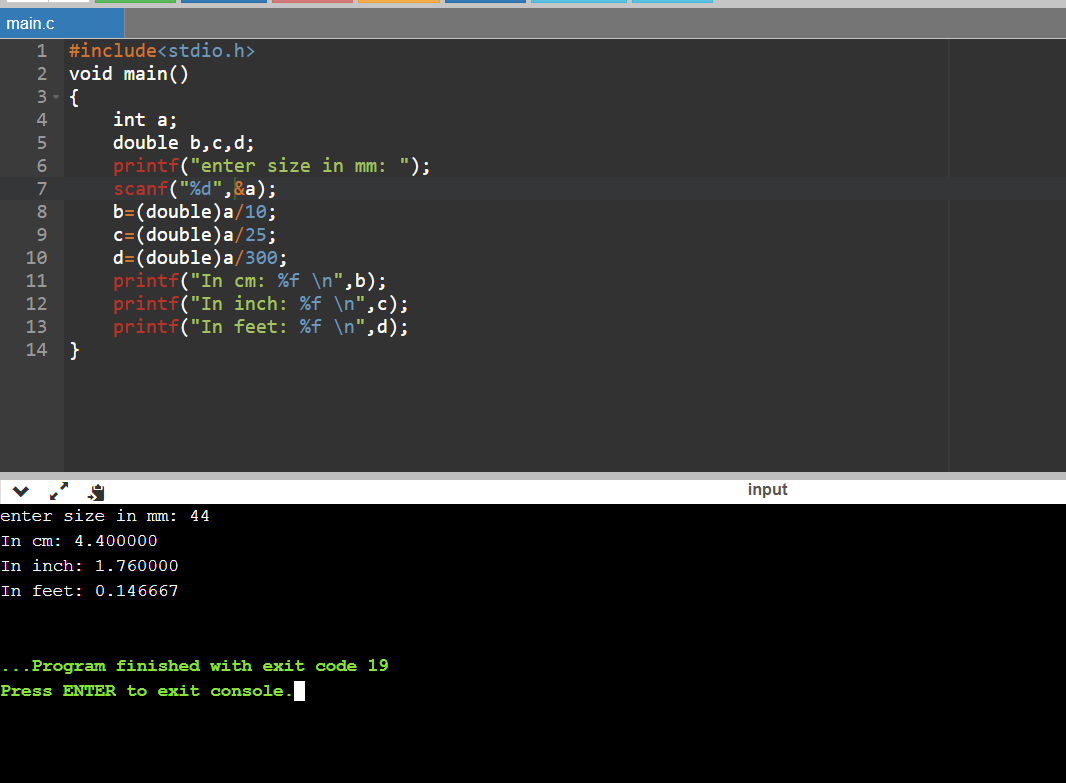 main.c
1 #include<stdio.h>
2 void main()
3 {
4     int a;
5     double b,c,d;
6     printf("enter size in mm: ");
7     scanf("%d",&a);
8     b=(double)a/10;
9     c=(double)a/25;
10     d=(double)a/300;
11     printf("In cm: %f \n",b);
12     printf("In inch: %f \n",c);
13     printf("In feet: %f \n",d);
14 }
input
enter size in mm: 44
In cm: 4.400000
In inch: 1.760000
In feet: 0.146667
...Program finished with exit code 19
Press ENTER to exit console.